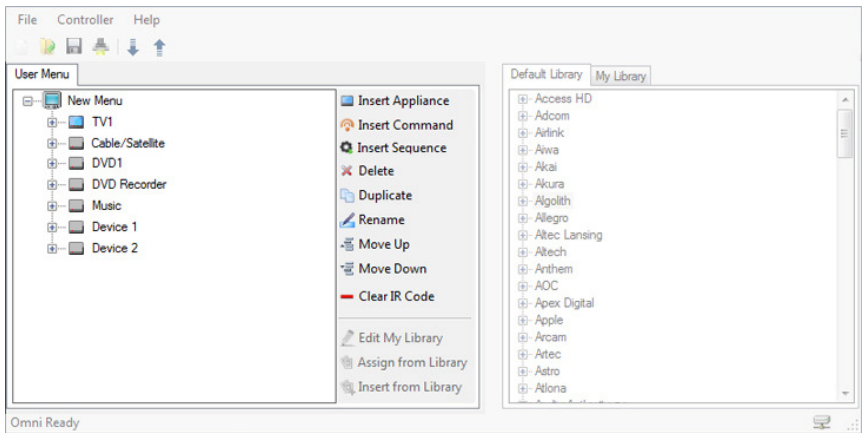 File Controller Help
User Menu
New Menu
TV1
Cable/Satellite
DVD1
DVD Recorder
Music
Device 1
Device 2
Insert Appliance
Insert Command
Insert Sequence
Delete
Duplicate
Rename
Move Up
Move Down
Clear IR Code
Edit My Library
Assign from Library
Insert from Library
Default Library My Library
Access HD
Adcom
Airlink
Aiwa
Akai
Akura
Algolith
Allegro
Altec Lansing
Altech
Anthem
AOC
Apex Digital
Apple
Arcam
Artec
Astro
Atlona
Omni Ready